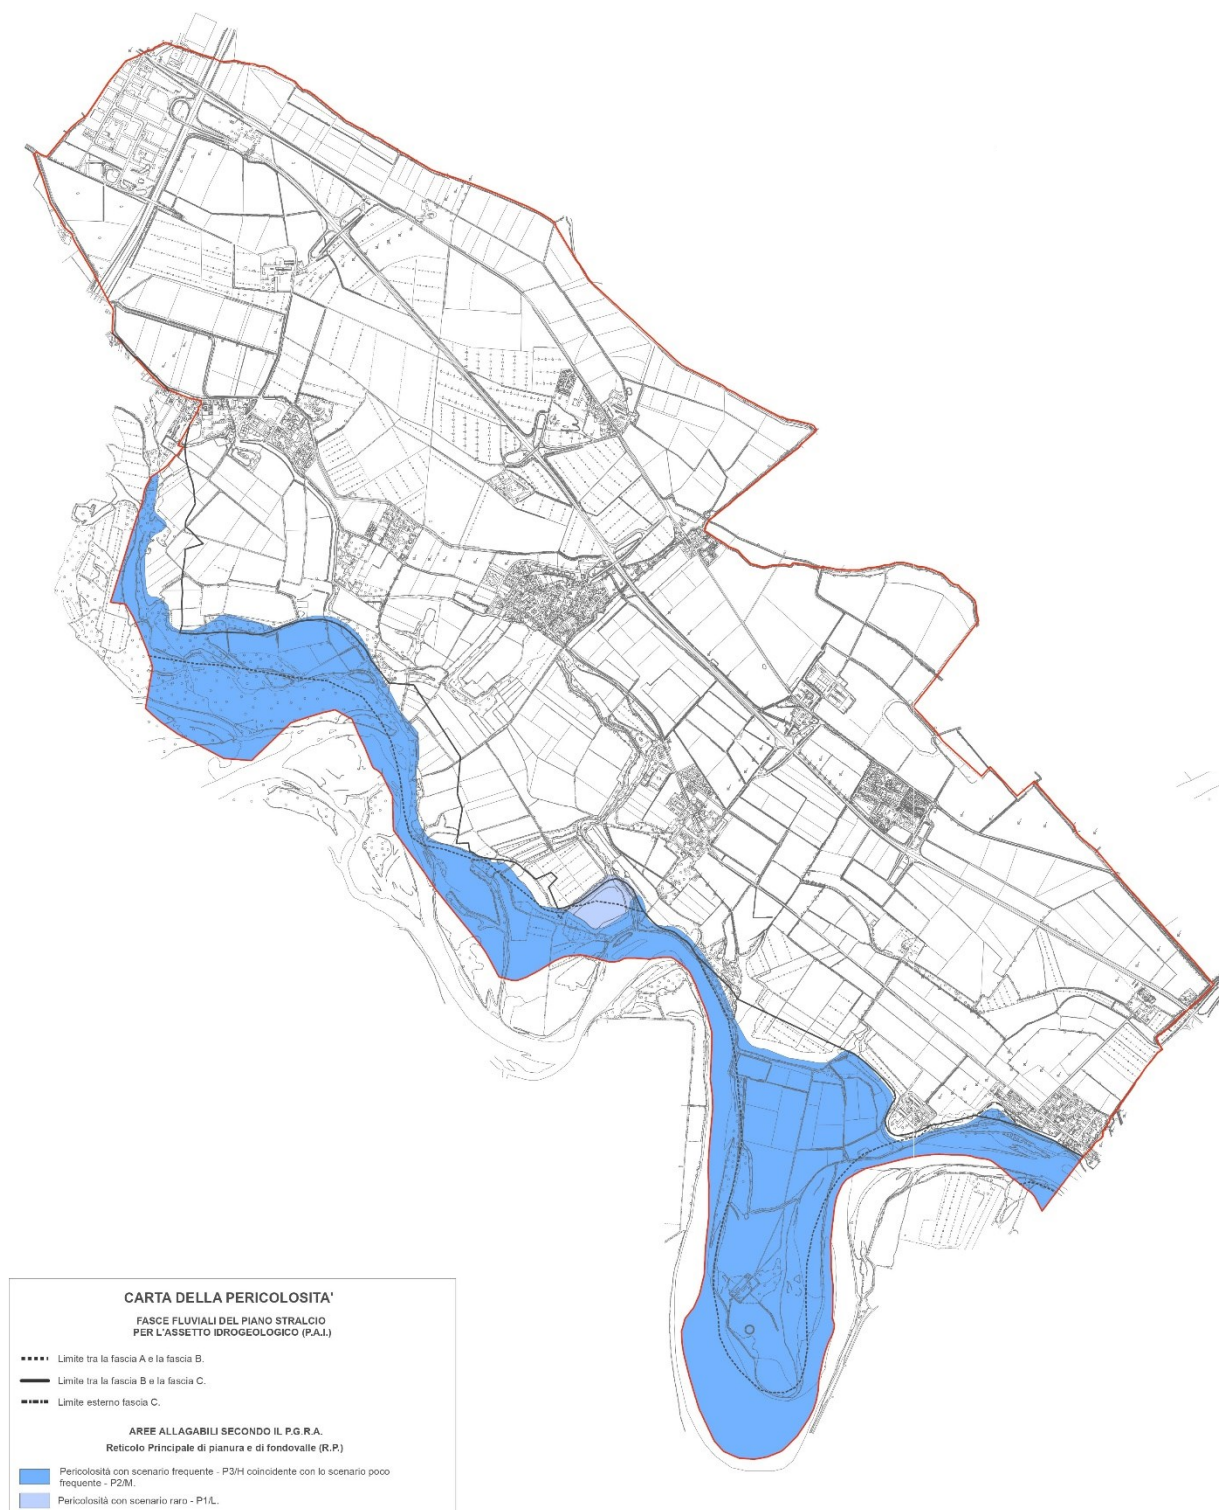 CARTA DELLA PERICOLOSITA'
FASCE FLUVIALI DEL PIANO STRALCIO
PER L'ASSETTO IDROGEOLOGICO (P.A.I.)
Limite tra la fascia A e la fascia B.
Limite tra la fascia B e la fascia C.
Limite esterno fascia C.
AREE ALLAGABILI SECONDO IL P.G.R.A.
Reticolo Principale di pianura e di fondovalle (R.P.)
Pericolosità con scenario frequente - P3/H coincidente con lo scenario poco
frequente - P2/M.
Pericolosità con scenario raro - P1/L.